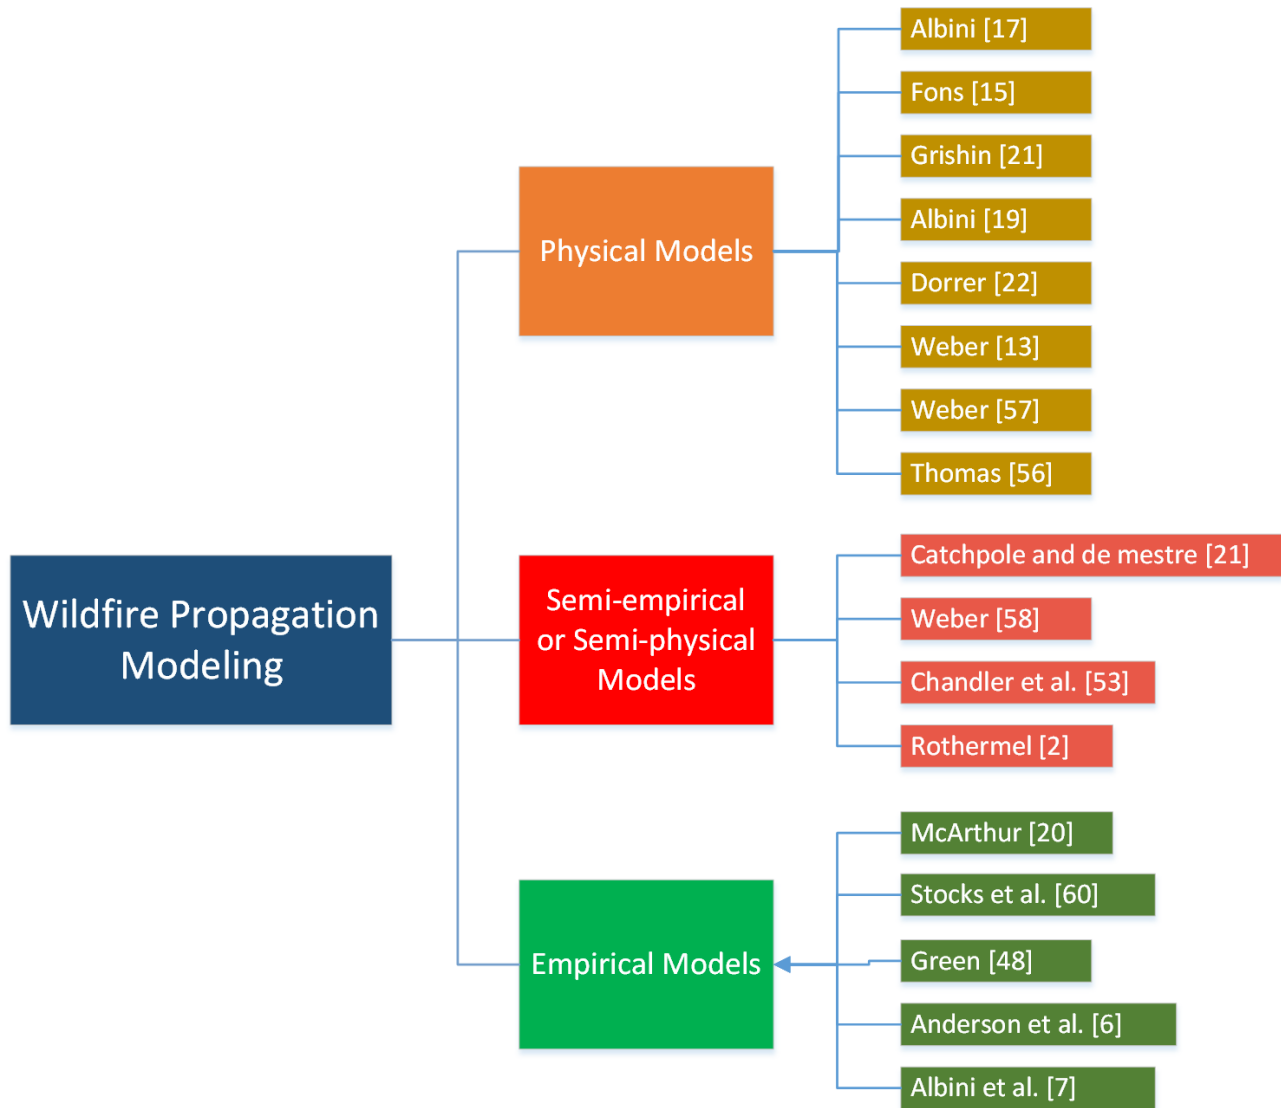 Wildfire Propagation
Modeling
Physical Models
Albini [17]
Fons [15]
Grishin [21]
Albini [19]
Dorrer [22]
Weber [13]
Weber [57]
Thomas [56]
Semi-empirical
or Semi-physical
Models
Catchpole and de mestre [21]
Weber [58]
Chandler et al. [53]
Rothermel [2]
Empirical Models
McArthur [20]
Stocks et al. [60]
Green [48]
Anderson et al. [6]
Albini et al. [7]